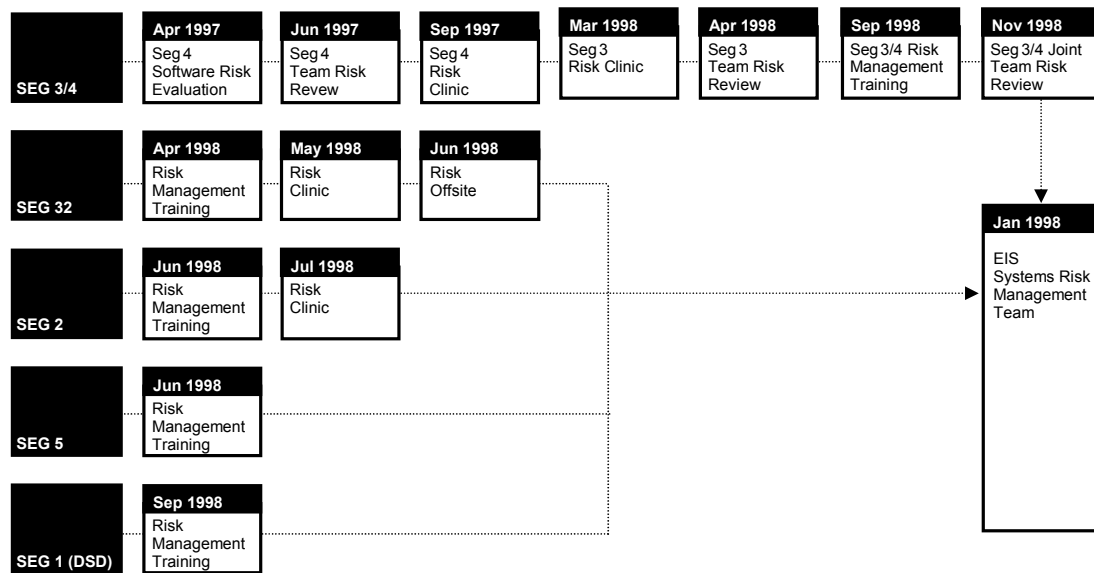 SEG 3/4
Apr 1997
Seg 4
Software Risk
Evaluation
Jun 1997
Seg 4
Team Risk
Revew
Sep 1997
Seg 4
Risk
Clinic
Mar 1998
Seg 3
Risk Clinic
Apr 1998
Seg 3
Team Risk
Review
Sep 1998
Seg 3/4 Risk
Management
Training
Nov 1998
Seg 3/4 Joint
Team Risk
Review
SEG 32
Apr 1998
Risk
Management
Training
May 1998
Risk
Clinic
Jun 1998
Risk
Offsite
SEG 2
Jun 1998
Risk
Management
Training
Jul 1998
Risk
Clinic
SEG 5
Jun 1998
Risk
Management
Training
SEG 1 (DSD)
Sep 1998
Risk
Management
Training
Jan 1998
EIS
Systems Risk
Management
Team